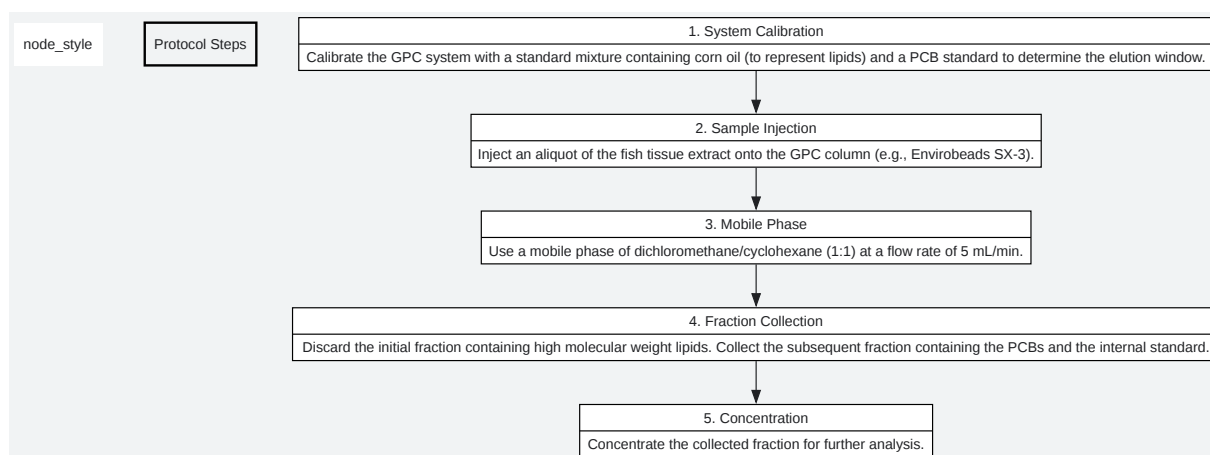 node_style
Protocol Steps
1. System Calibration
Calibrate the GPC system with a standard mixture containing corn oil (to represent lipids) and a PCB standard to determine the elution window.
2. Sample Injection
Inject an aliquot of the fish tissue extract onto the GPC column (e.g., Envirobeads SX-3).
3. Mobile Phase
Use a mobile phase of dichloromethane/cyclohexane (1:1) at a flow rate of 5 mL/min.
4. Fraction Collection
Discard the initial fraction containing high molecular weight lipids. Collect the subsequent fraction containing the PCBs and the internal standard.
5. Concentration
Concentrate the collected fraction for further analysis.